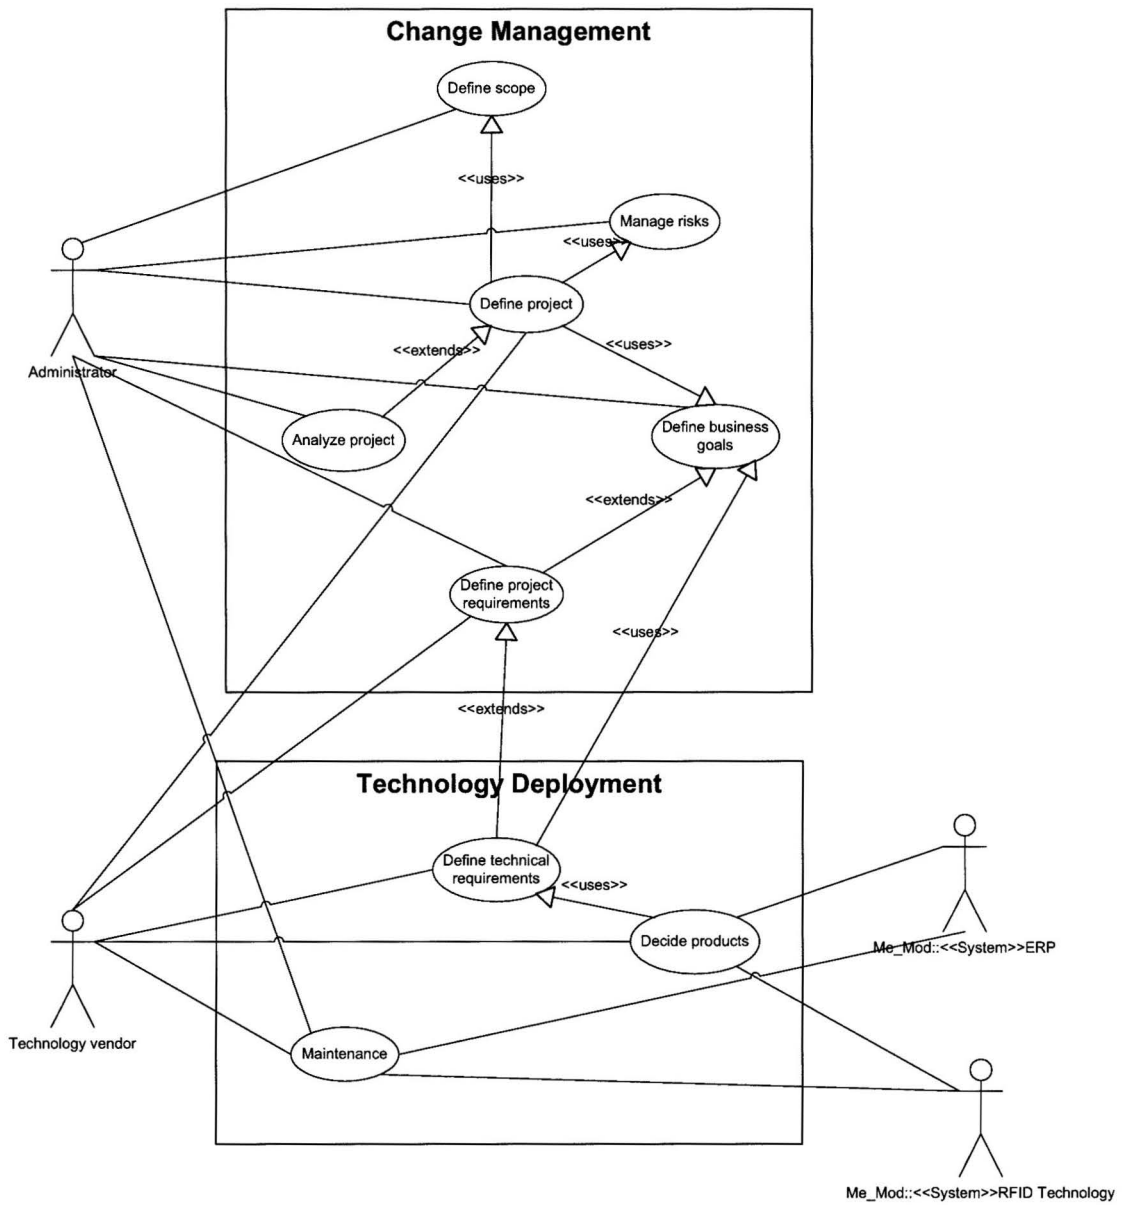 Change Management
Define scope
<<uses>>
Manage risks
<<uses>>
Define project
<<uses>>
<<extends>>
Administrator
Define business
goals
Analyze project
<<extends>>
Define project
requirements
<<uses>>
<<extends>>
Technology Deployment
Define technical
requirements
<<uses>>
Decide products
Me_Mod::<<System>>ERP
Technology vendor
Maintenance
Me_Mod::<<System>>RFID Technology